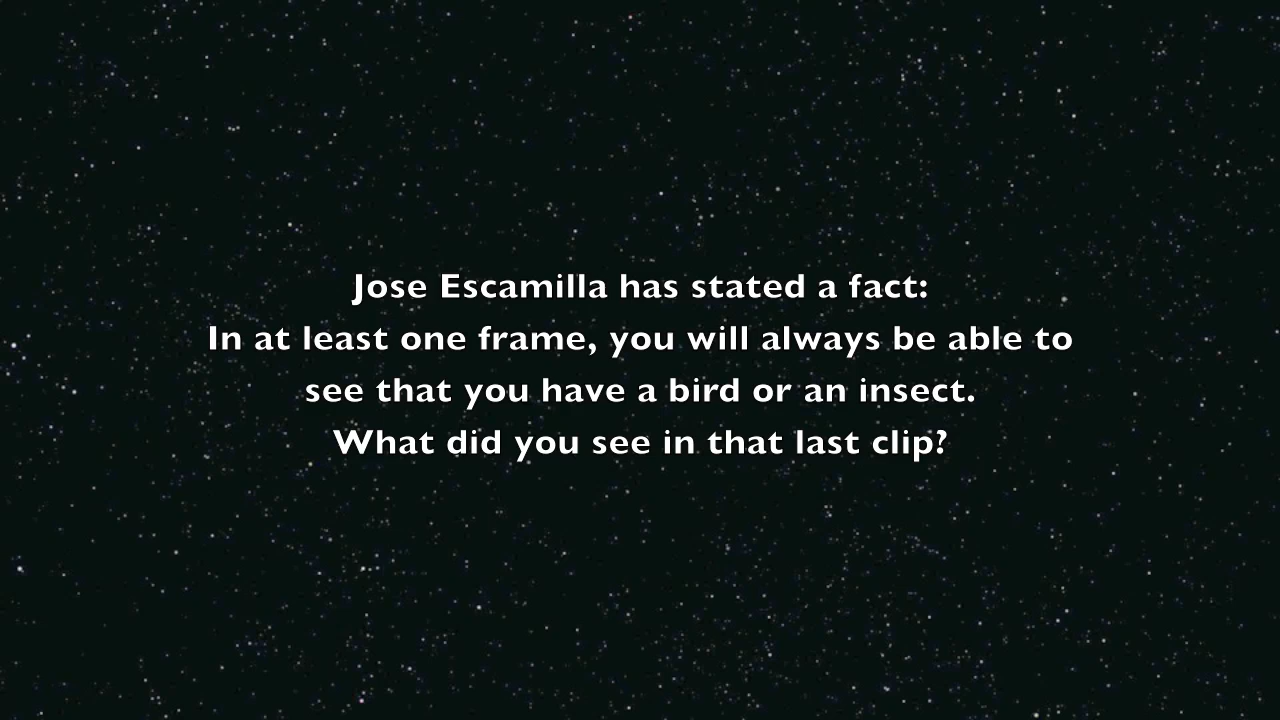 Jose Escamilla has stated a fact:
In at least one frame, you will always be able to
see that you have a bird or an insect.
What did you see in that last clip?